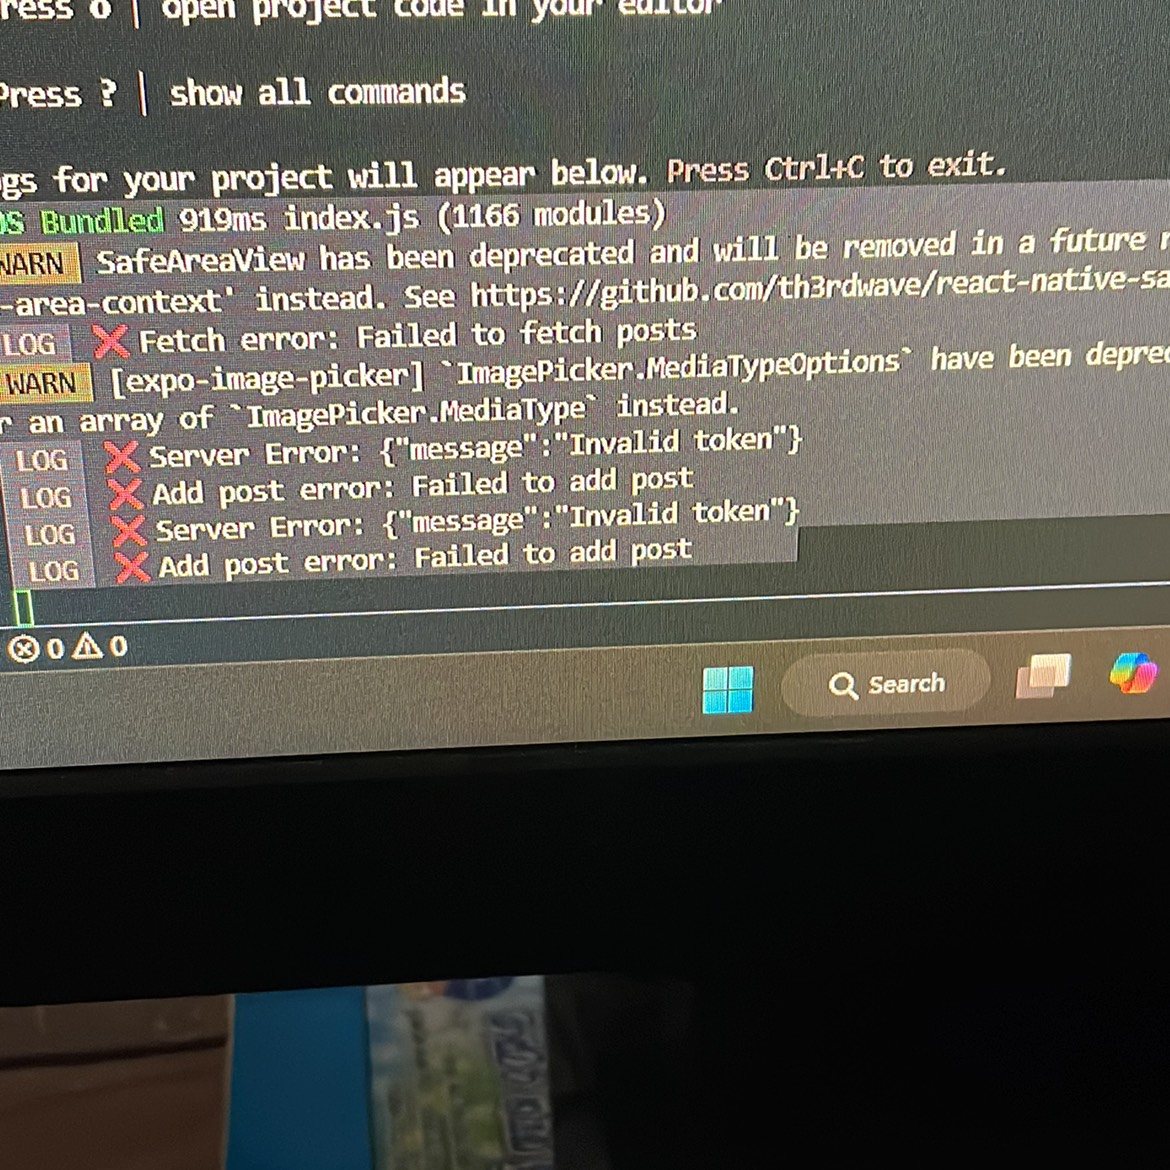 ress o | open project code in your editor
Press ? | show all commands
gs for your project will appear below. Press Ctrl+C to exit.
OS Bundled 919ms index.js (1166 modules)
WARN SafeAreaView has been deprecated and will be removed in a future r
-area-context' instead. See https://github.com/th3rdwave/react-native-sa
LOG ❌ Fetch error: Failed to fetch posts
WARN [expo-image-picker] `ImagePicker.MediaTypeOptions` have been deprec
r an array of `ImagePicker.MediaType` instead.
LOG ❌ Server Error: {"message":"Invalid token"}
LOG ❌ Add post error: Failed to add post
LOG ❌ Server Error: {"message":"Invalid token"}
LOG ❌ Add post error: Failed to add post
0 0
Search